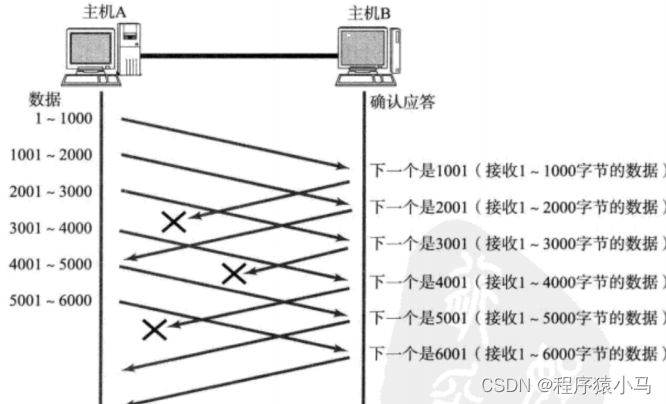 主机A
主机B
数据
确认应答
1~1000
1001~2000
2001~3000
3001~4000
4001~5000
5001~6000
下一个是1001（接收1~1000字节的数据）
下一个是2001（接收1~2000字节的数据）
下一个是3001（接收1~3000字节的数据）
下一个是4001（接收1~4000字节的数据）
下一个是5001（接收1~5000字节的数据）
下一个是6001（接收1~6000字节的数据）
CSDN @程序猿小马